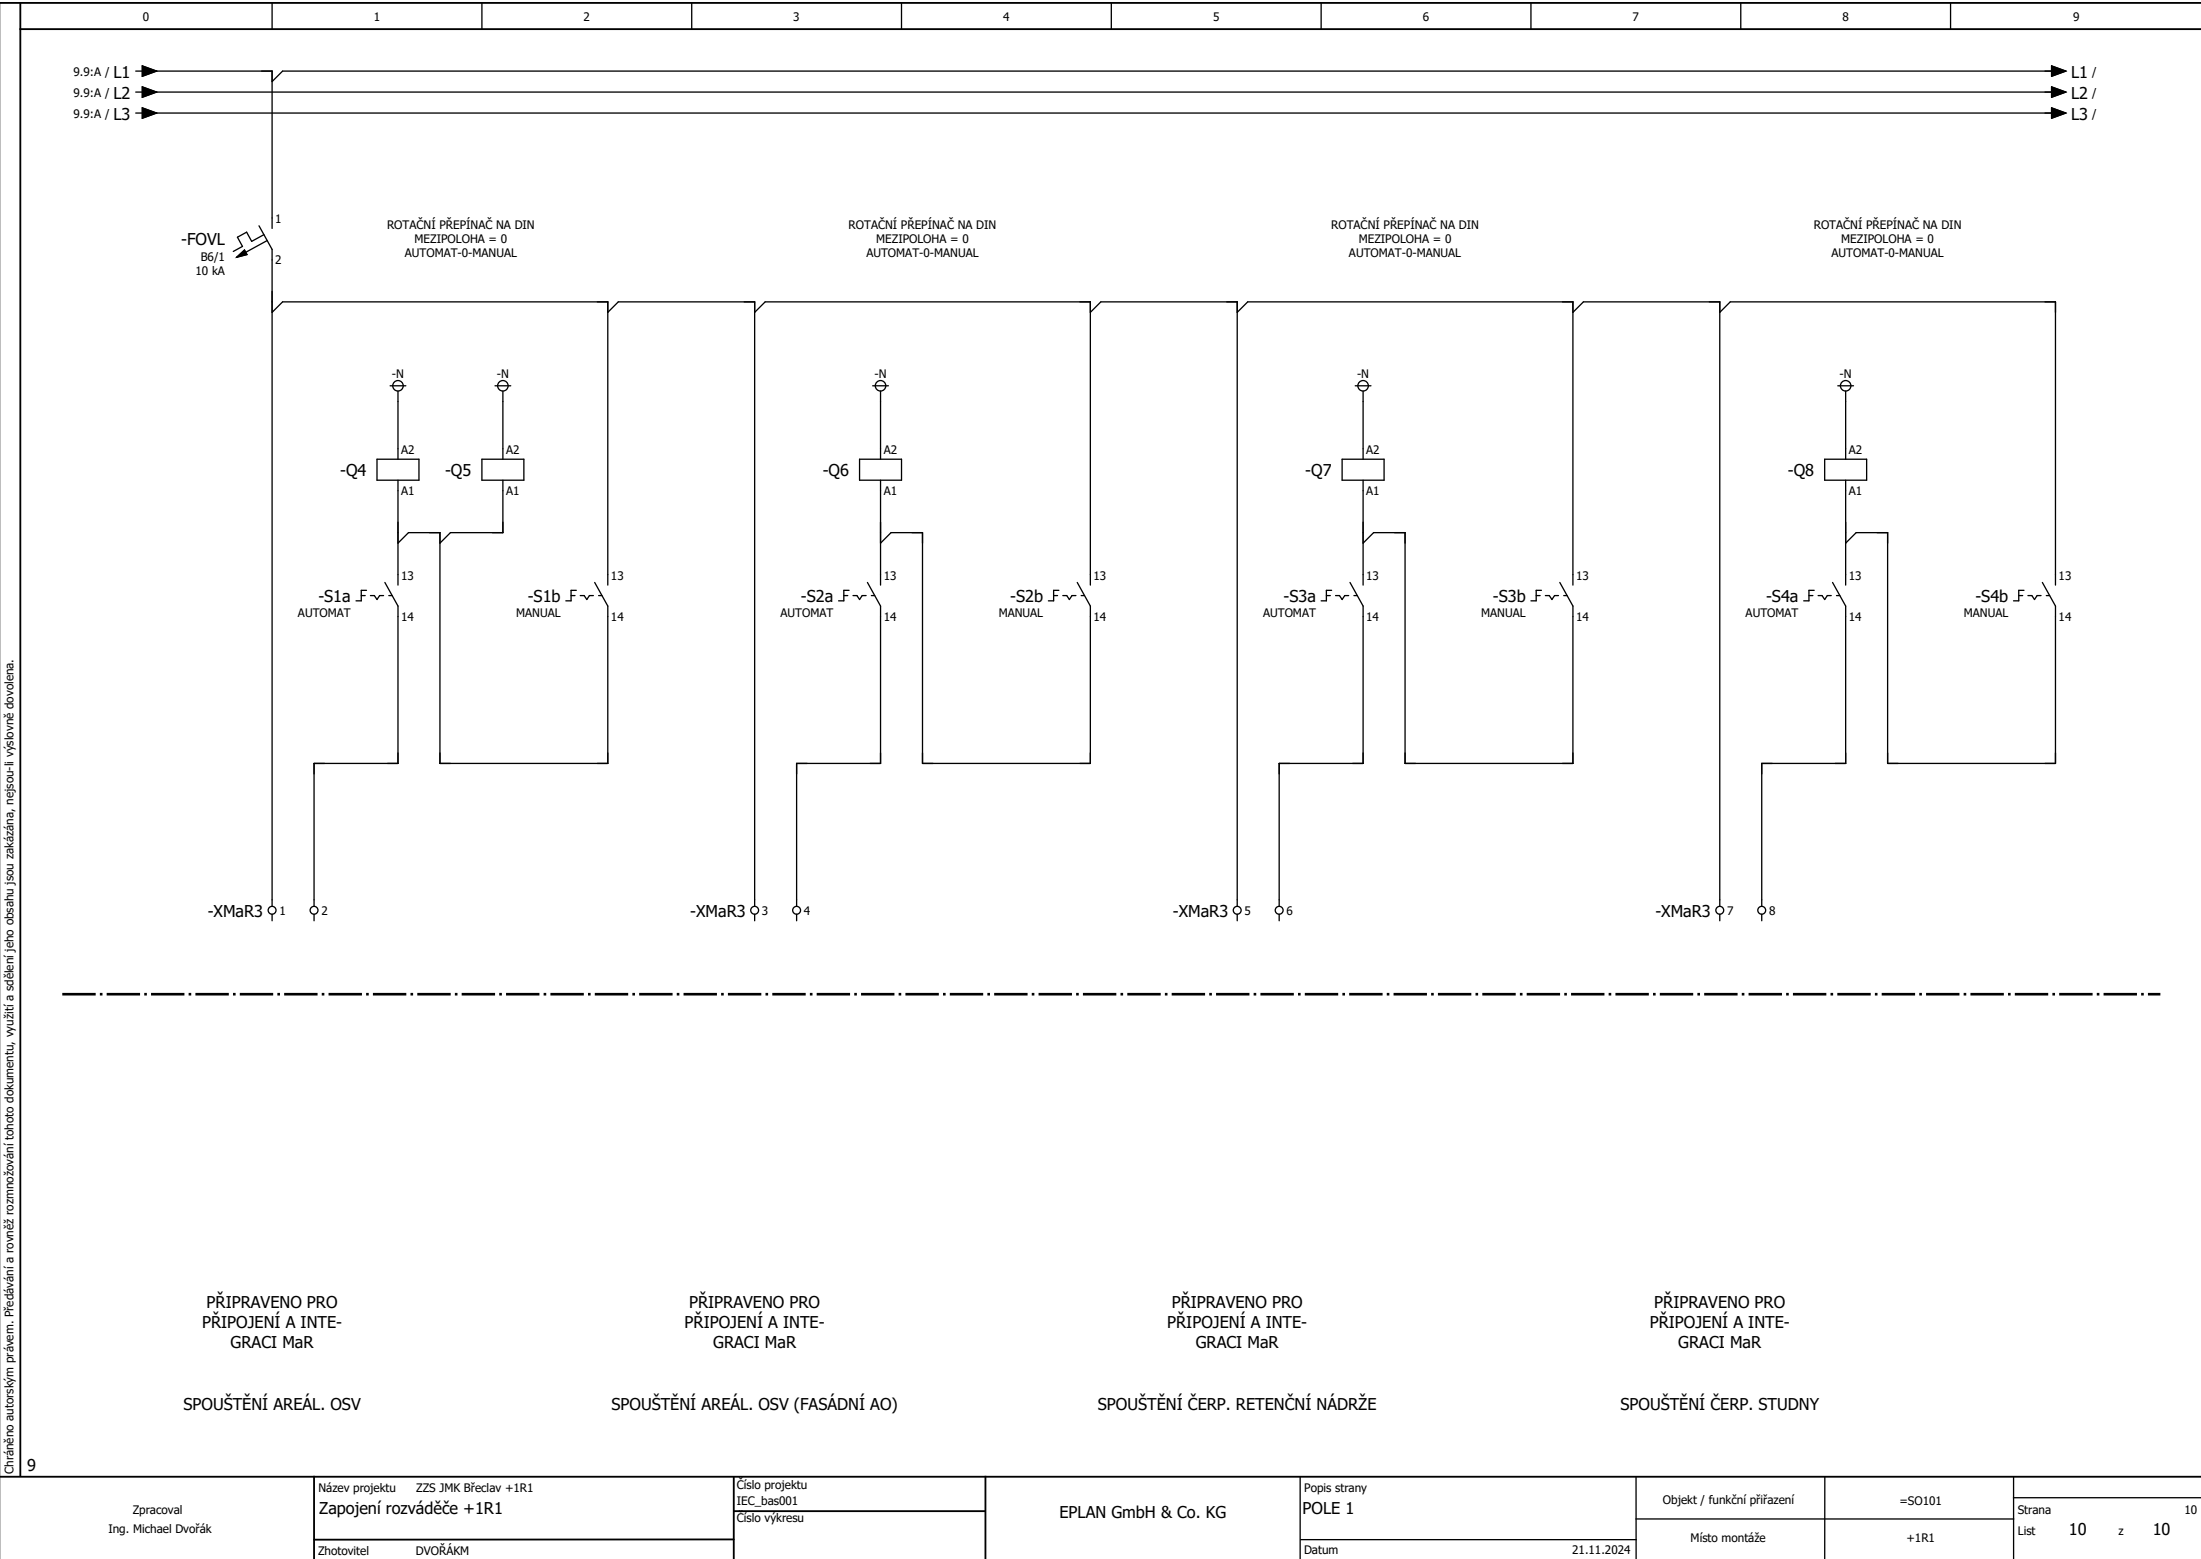 0 1 2 3 4 5 6 7 8 9
9.9:A / L1 L1 /
9.9:A / L2 L2 /
9.9:A / L3 L3 /
-FOVL
B6/1
10 kA
1
2
ROTAČNÍ PŘEPÍNAČ NA DIN
MEZIPOLOHA = 0
AUTOMAT-0-MANUAL
ROTAČNÍ PŘEPÍNAČ NA DIN
MEZIPOLOHA = 0
AUTOMAT-0-MANUAL
ROTAČNÍ PŘEPÍNAČ NA DIN
MEZIPOLOHA = 0
AUTOMAT-0-MANUAL
ROTAČNÍ PŘEPÍNAČ NA DIN
MEZIPOLOHA = 0
AUTOMAT-0-MANUAL
-N -N -N -N -N
A2 A2 A2 A2 A2
-Q4 -Q5 -Q6 -Q7 -Q8
A1 A1 A1 A1 A1
13 13 13 13 13 13 13 13
-S1a -S1b -S2a -S2b -S3a -S3b -S4a -S4b
AUTOMAT MANUAL AUTOMAT MANUAL AUTOMAT MANUAL AUTOMAT MANUAL
14 14 14 14 14 14 14 14
-XMaR3 1 2 -XMaR3 3 4 -XMaR3 5 6 -XMaR3 7 8
PŘIPRAVENO PRO
PŘIPOJENÍ A INTE-
GRACI MaR
PŘIPRAVENO PRO
PŘIPOJENÍ A INTE-
GRACI MaR
PŘIPRAVENO PRO
PŘIPOJENÍ A INTE-
GRACI MaR
PŘIPRAVENO PRO
PŘIPOJENÍ A INTE-
GRACI MaR
SPOUŠTĚNÍ AREÁL. OSV
SPOUŠTĚNÍ AREÁL. OSV (FASÁDNÍ AO)
SPOUŠTĚNÍ ČERP. RETENČNÍ NÁDRŽE
SPOUŠTĚNÍ ČERP. STUDNY
Chráněno autorským právem. Předávání a rovněž rozmnožování tohoto dokumentu, využití a sdělení jeho obsahu jsou zakázána, nejsou-li výslovně dovolena.
9
Zpracoval
Ing. Michael Dvořák
Název projektu ZZS JMK Břeclav +1R1
Zapojení rozváděče +1R1
Zhotovitel DVOŘÁKM
Číslo projektu
IEC_bas001
Číslo výkresu
EPLAN GmbH & Co. KG
Popis strany
POLE 1
Datum 21.11.2024
Objekt / funkční přiřazení =SO101
Místo montáže +1R1
Strana 10
List 10 z 10